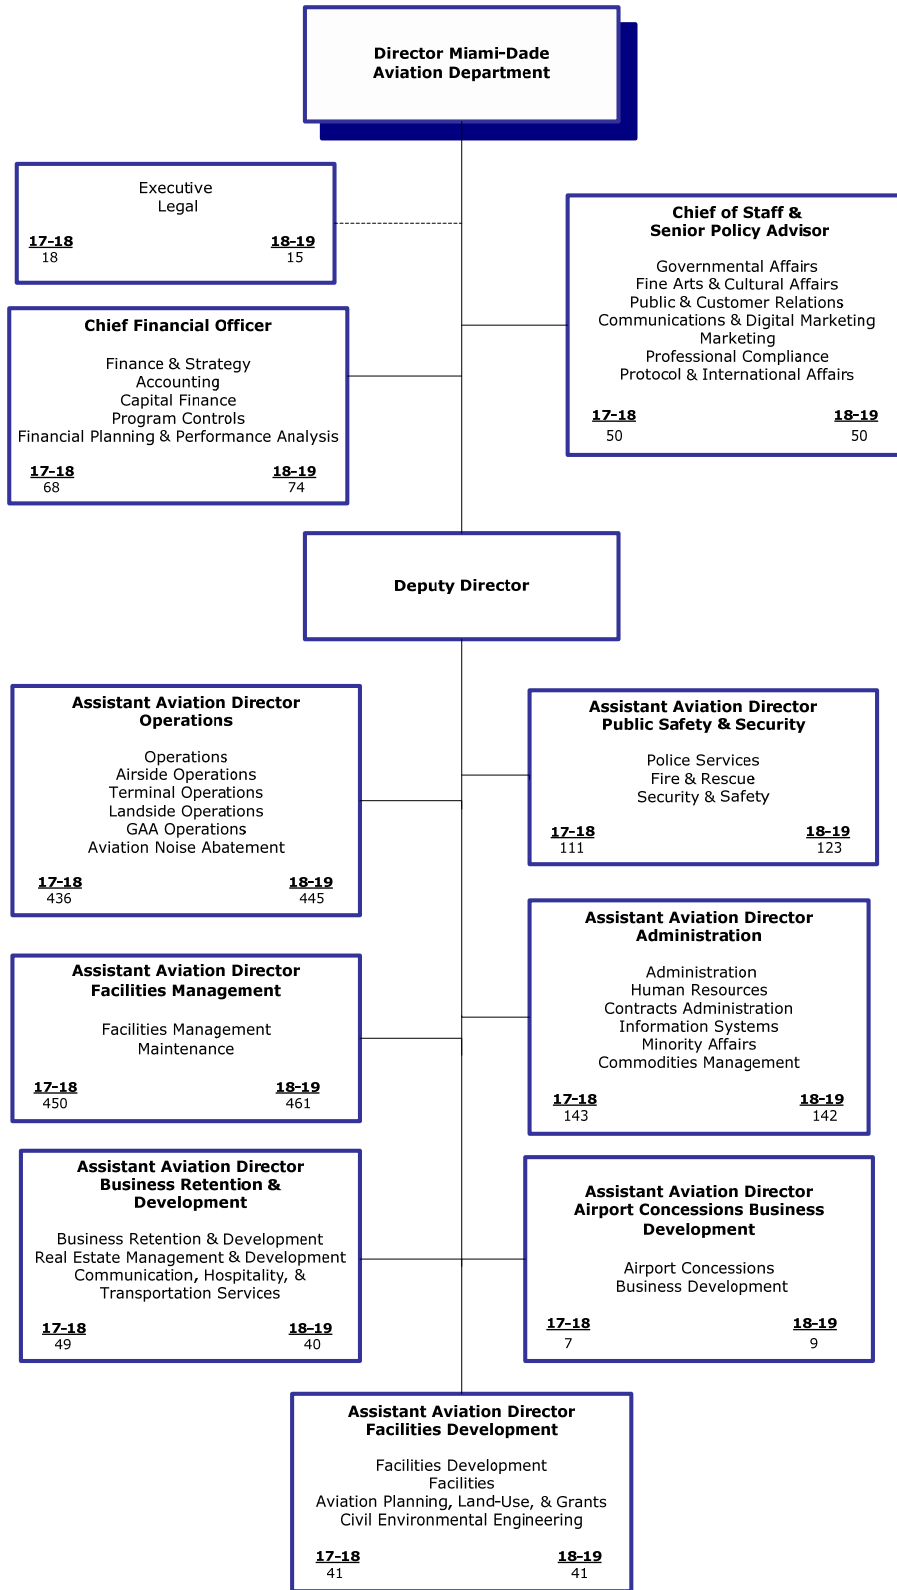 Director Miami-Dade
Aviation Department
Executive
Legal
17-18 18-19
18 15
Chief of Staff &
Senior Policy Advisor
Governmental Affairs
Fine Arts & Cultural Affairs
Public & Customer Relations
Communications & Digital Marketing
Marketing
Professional Compliance
Protocol & International Affairs
17-18 18-19
50 50
Chief Financial Officer
Finance & Strategy
Accounting
Capital Finance
Program Controls
Financial Planning & Performance Analysis
17-18 18-19
68 74
Deputy Director
Assistant Aviation Director
Operations
Operations
Airside Operations
Terminal Operations
Landside Operations
GAA Operations
Aviation Noise Abatement
17-18 18-19
436 445
Assistant Aviation Director
Public Safety & Security
Police Services
Fire & Rescue
Security & Safety
17-18 18-19
111 123
Assistant Aviation Director
Administration
Administration
Human Resources
Contracts Administration
Information Systems
Minority Affairs
Commodities Management
17-18 18-19
143 142
Assistant Aviation Director
Facilities Management
Facilities Management
Maintenance
17-18 18-19
450 461
Assistant Aviation Director
Business Retention &
Development
Business Retention & Development
Real Estate Management & Development
Communication, Hospitality, &
Transportation Services
17-18 18-19
49 40
Assistant Aviation Director
Airport Concessions Business
Development
Airport Concessions
Business Development
17-18 18-19
7 9
Assistant Aviation Director
Facilities Development
Facilities Development
Facilities
Aviation Planning, Land-Use, & Grants
Civil Environmental Engineering
17-18 18-19
41 41